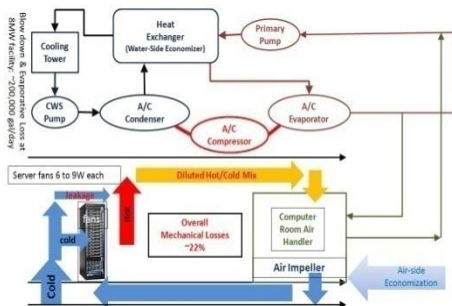 Blow down & Evaporative Loss at
8MW facility: ~200,000 gal/day
Cooling
Tower
Heat
Exchanger
(Water-Side Economizer)
Primary
Pump
CWS
Pump
A/C
Condenser
A/C
Compressor
A/C
Evaporator
Server fans 6 to 9W each
Diluted Hot/Cold Mix
leakage
fans
Hot
cold
Cold
Overall
Mechanical Losses
~22%
Computer
Room Air
Handler
Air Impeller
Air-side
Economization